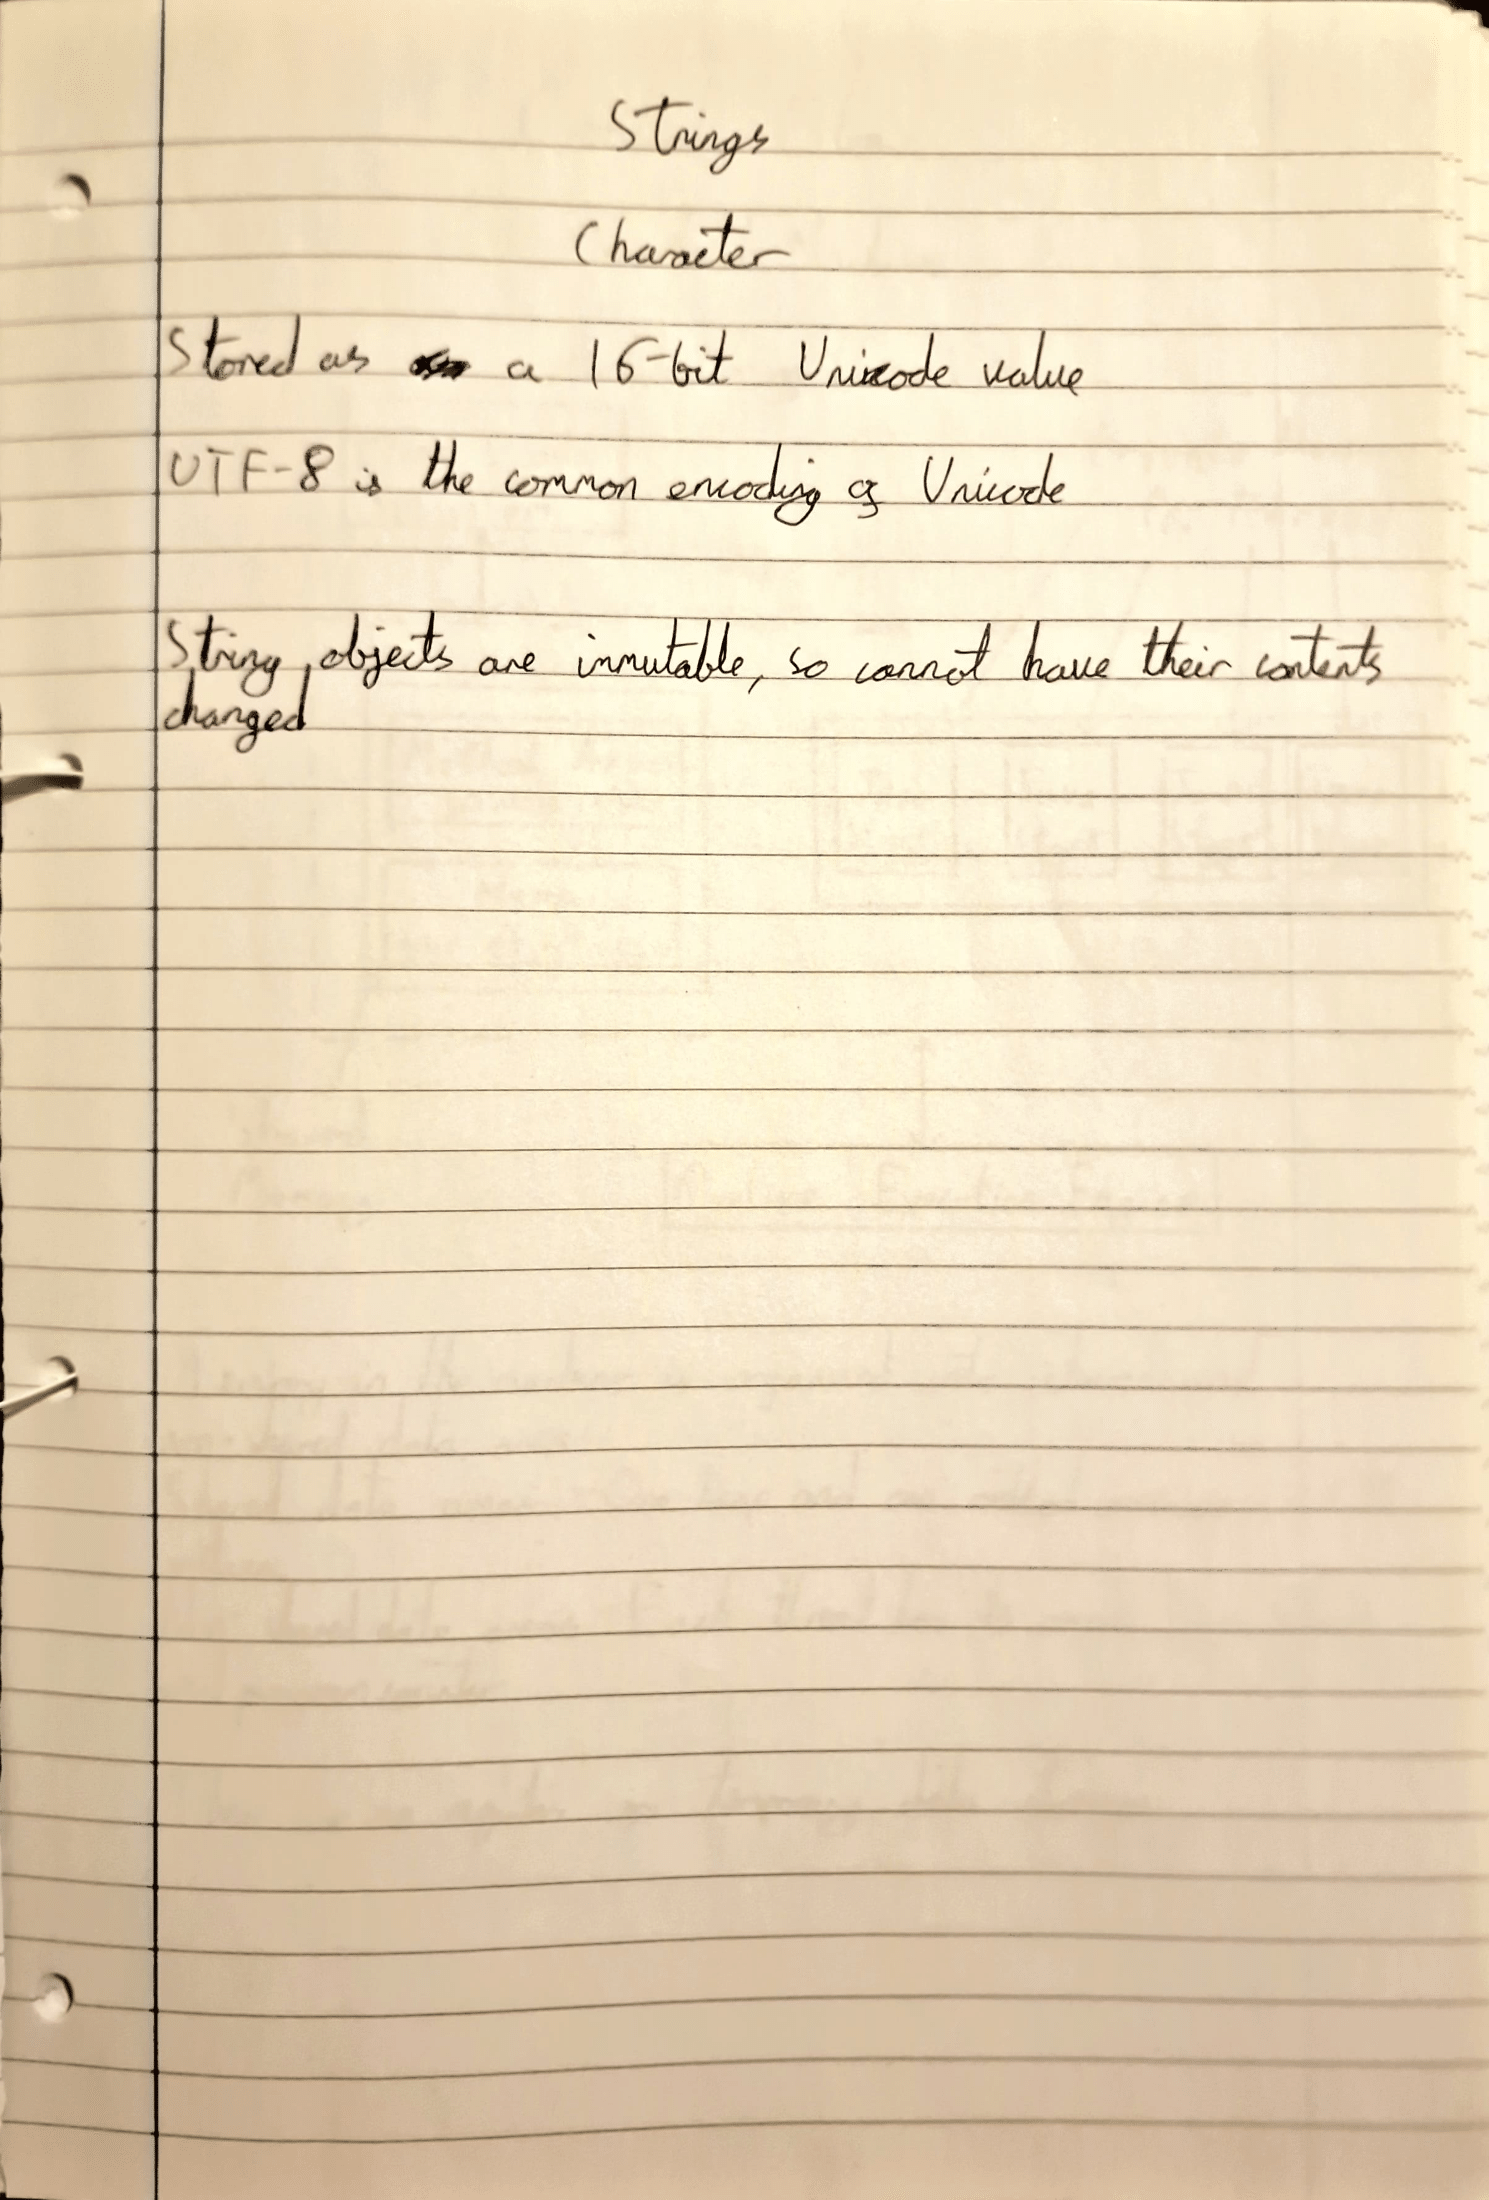 Strings
Character
Stored as a 16-bit Unicode value
UTF-8 is the common encoding of Unicode
String objects are immutable, so cannot have their contents
changed